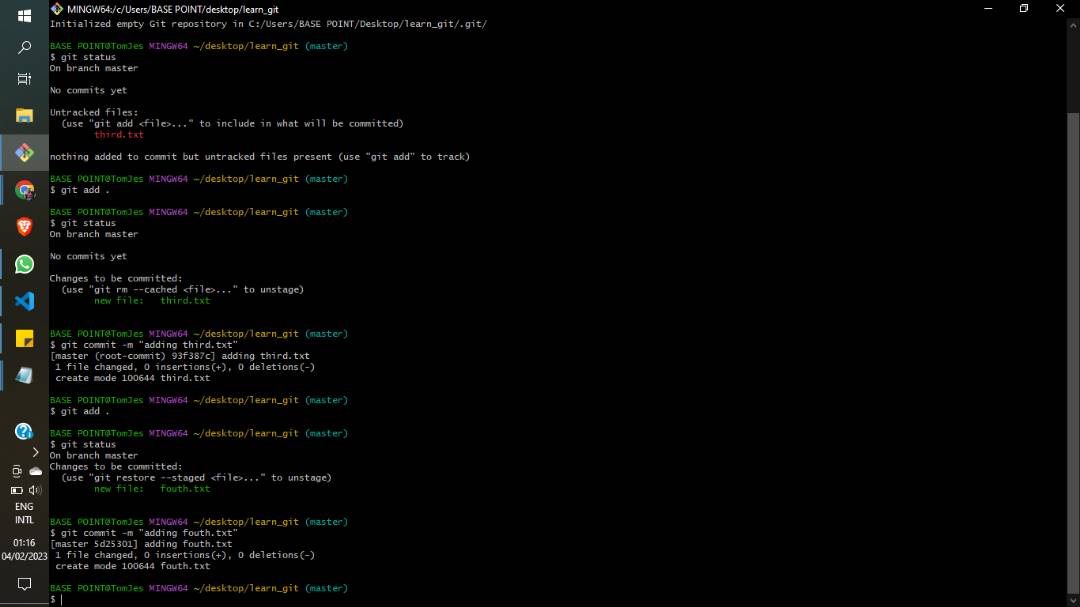 MINGW64:/c/Users/BASE POINT/desktop/learn_git
Initialized empty Git repository in C:/Users/BASE POINT/Desktop/learn_git/.git/
BASE POINT@TomJes MINGW64 ~/desktop/learn_git (master)
$ git status
On branch master
No commits yet
Untracked files:
(use "git add <file>..." to include in what will be committed)
third.txt
nothing added to commit but untracked files present (use "git add" to track)
BASE POINT@TomJes MINGW64 ~/desktop/learn_git (master)
$ git add .
BASE POINT@TomJes MINGW64 ~/desktop/learn_git (master)
$ git status
On branch master
No commits yet
Changes to be committed:
(use "git rm --cached <file>..." to unstage)
new file:   third.txt
BASE POINT@TomJes MINGW64 ~/desktop/learn_git (master)
$ git commit -m "adding third.txt"
[master (root-commit) 93f387c] adding third.txt
1 file changed, 0 insertions(+), 0 deletions(-)
create mode 100644 third.txt
BASE POINT@TomJes MINGW64 ~/desktop/learn_git (master)
$ git add .
BASE POINT@TomJes MINGW64 ~/desktop/learn_git (master)
$ git status
On branch master
Changes to be committed:
(use "git restore --staged <file>..." to unstage)
new file:   fouth.txt
BASE POINT@TomJes MINGW64 ~/desktop/learn_git (master)
$ git commit -m "adding fouth.txt"
[master 5d25301] adding fouth.txt
1 file changed, 0 insertions(+), 0 deletions(-)
create mode 100644 fouth.txt
BASE POINT@TomJes MINGW64 ~/desktop/learn_git (master)
$
ENG
INTL
01:16
04/02/2023